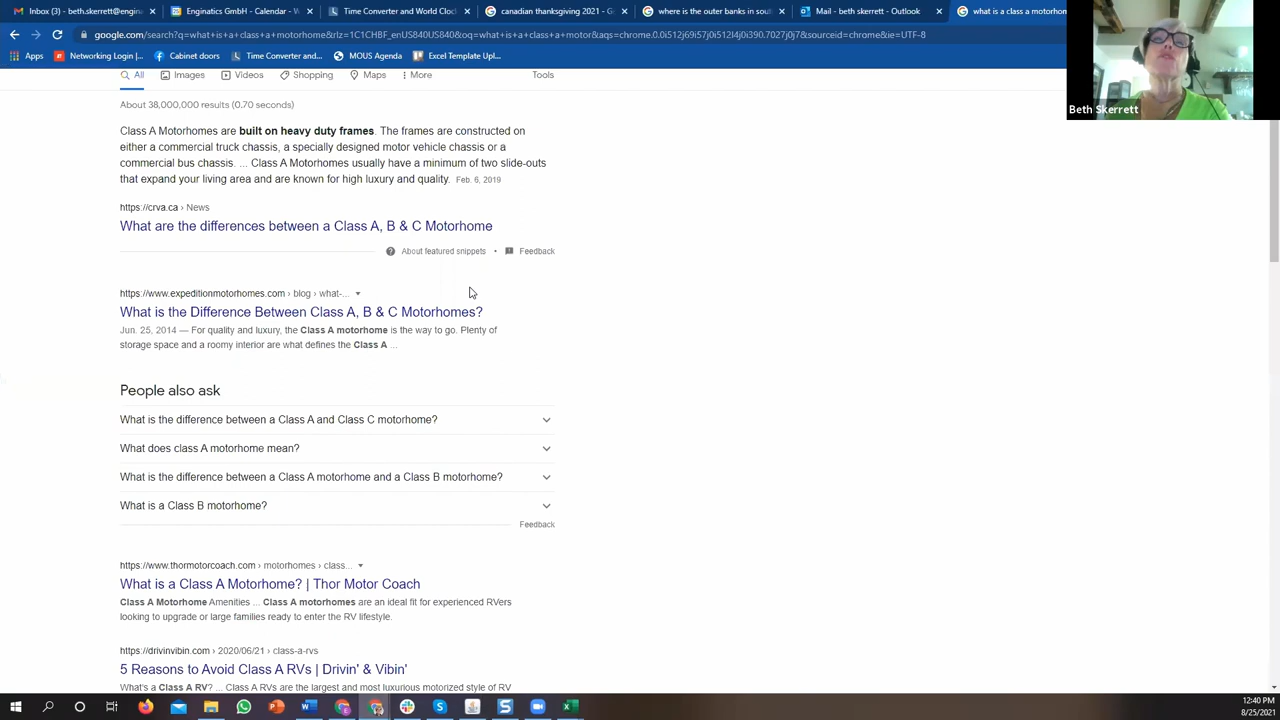 Inbox (8) - beth.skerrett@engin
Enginatics GmbH - Calendar - W
Time Converter and World Cloc
canadian thanksgiving 2021 - G
where is the outer banks in sout
Mail - beth skerrett - Outlook
what is a class a motorhom
google.com/search?q=what+is+a+class+a+motorhome&rlz=1C1CHBF_enUS840US840&oq=what+is+a+class+a+motor&aqs=chrome.0.0i512j69i57j0i512l4j0i390.7027j0j7&sourceid=chrome&ie=UTF-8
Apps
Networking Login |...
Cabinet doors
Time Converter and...
MOUS Agenda
Excel Template Upl...
Beth Skerrett
All
Images
Videos
Shopping
Maps
More
Tools
About 38,000,000 results (0.70 seconds)
Class A Motorhomes are built on heavy duty frames. The frames are constructed on
either a commercial truck chassis, a specially designed motor vehicle chassis or a
commercial bus chassis. ... Class A Motorhomes usually have a minimum of two slide-outs
that expand your living area and are known for high luxury and quality. Feb. 6, 2019
https://crva.ca › News
What are the differences between a Class A, B & C Motorhome
About featured snippets • Feedback
https://www.expeditionmotorhomes.com › blog › what-...
What is the Difference Between Class A, B & C Motorhomes?
Jun. 25, 2014 — For quality and luxury, the Class A motorhome is the way to go. Plenty of
storage space and a roomy interior are what defines the Class A ...
People also ask
What is the difference between a Class A and Class C motorhome?
What does class A motorhome mean?
What is the difference between a Class A motorhome and a Class B motorhome?
What is a Class B motorhome?
Feedback
https://www.thormotorcoach.com › motorhomes › class...
What is a Class A Motorhome? | Thor Motor Coach
Class A Motorhome Amenities ... Class A motorhomes are an ideal fit for experienced RVers
looking to upgrade or large families ready to enter the RV lifestyle.
https://drivinvibin.com › 2020/06/21 › class-a-rvs
5 Reasons to Avoid Class A RVs | Drivin' & Vibin'
What's a Class A RV? ... Class A RVs are the largest and most luxurious motorized style of RV
12:40 PM
8/25/2021